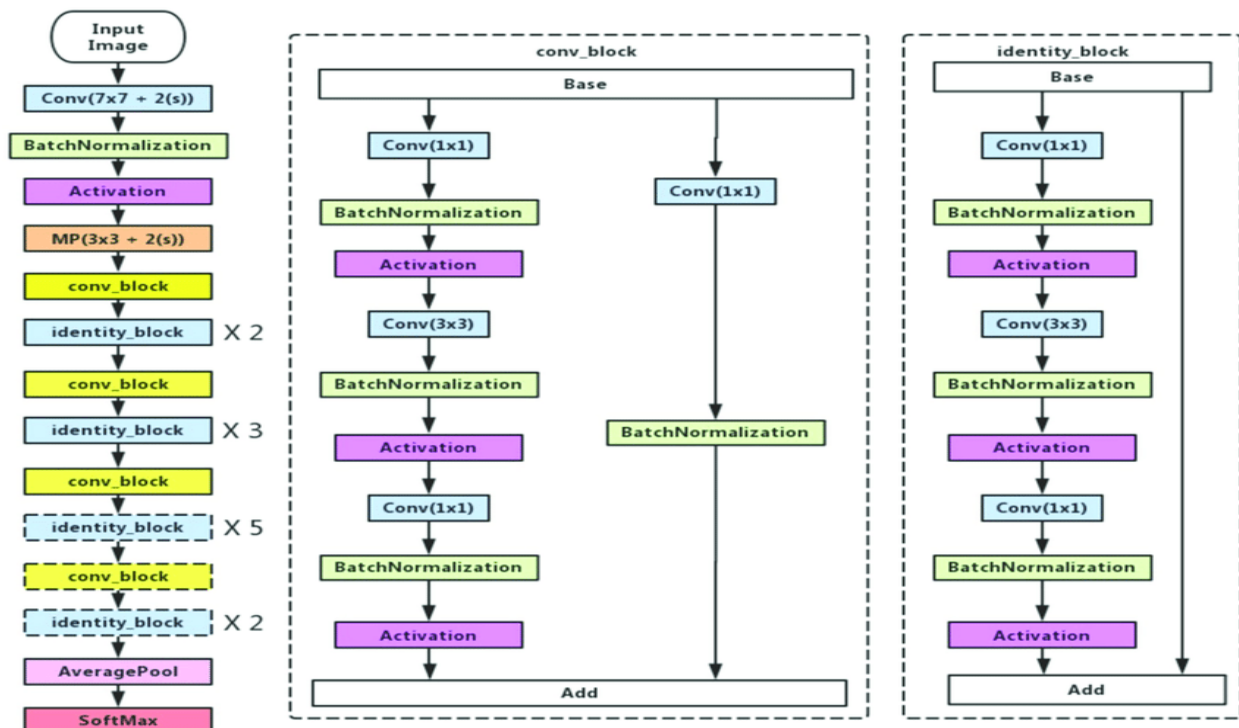 Input
Image
Conv(7x7 + 2(s))
BatchNormalization
Activation
MP(3x3 + 2(s))
conv_block
identity_block X 2
conv_block
identity_block X 3
conv_block
identity_block X 5
conv_block
identity_block X 2
AveragePool
SoftMax
conv_block
Base
Conv(1x1)
BatchNormalization
Activation
Conv(3x3)
BatchNormalization
Activation
Conv(1x1)
BatchNormalization
Activation
Conv(1x1)
BatchNormalization
Add
identity_block
Base
Conv(1x1)
BatchNormalization
Activation
Conv(3x3)
BatchNormalization
Activation
Conv(1x1)
BatchNormalization
Activation
Add